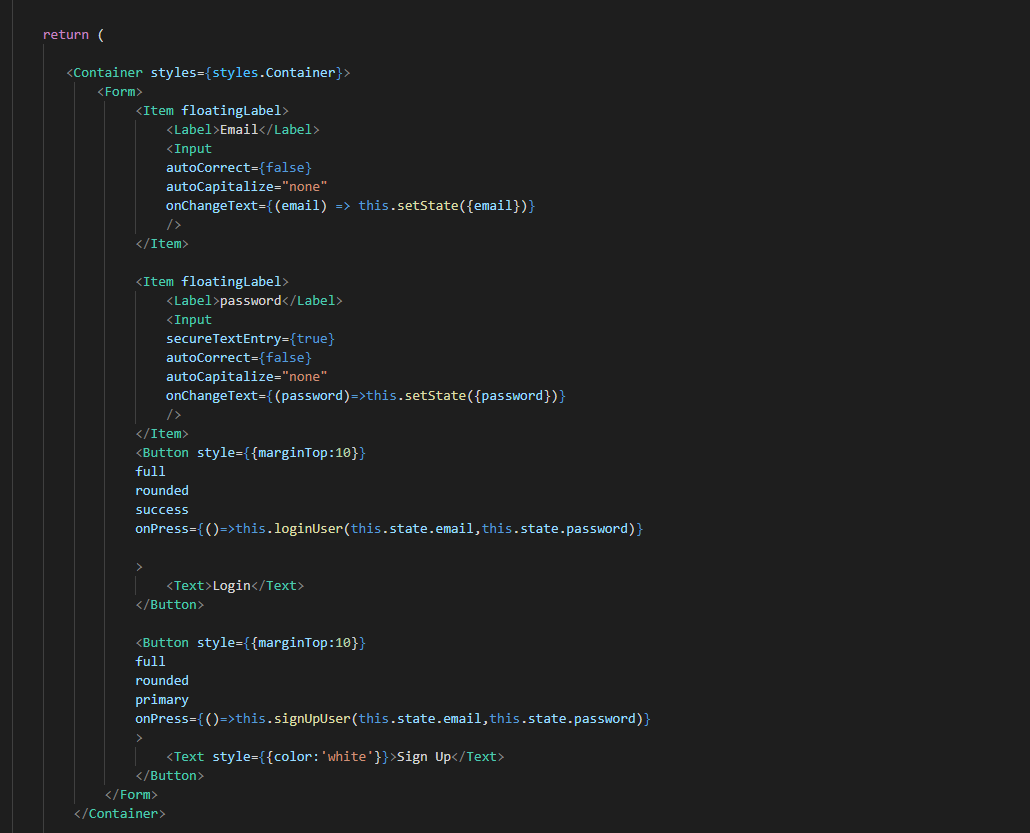 return (
<Container styles={styles.Container}>
<Form>
<Item floatingLabel>
<Label>Email</Label>
<Input
autoCorrect={false}
autoCapitalize="none"
onChangeText={(email) => this.setState({email})}
/>
</Item>
<Item floatingLabel>
<Label>password</Label>
<Input
secureTextEntry={true}
autoCorrect={false}
autoCapitalize="none"
onChangeText={(password)=>this.setState({password})}
/>
</Item>
<Button style={{marginTop:10}}
full
rounded
success
onPress={()=>this.loginUser(this.state.email,this.state.password)}
>
<Text>Login</Text>
</Button>
<Button style={{marginTop:10}}
full
rounded
primary
onPress={()=>this.signUpUser(this.state.email,this.state.password)}
>
<Text style={{color:'white'}}>Sign Up</Text>
</Button>
</Form>
</Container>